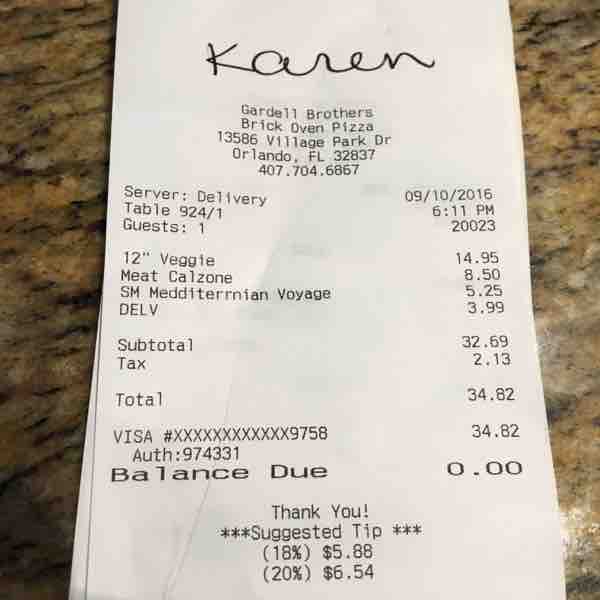 Karen
Gardell Brothers
Brick Oven Pizza
13586 Village Park Dr
Orlando, FL 32837
407.704.6867
Server: Delivery 09/10/2016
Table 924/1 6:11 PM
Guests: 1 20023
12" Veggie 14.95
Meat Calzone 8.50
SM Medditerrnian Voyage 5.25
DELV 3.99
Subtotal 32.69
Tax 2.13
Total 34.82
VISA #XXXXXXXXXXXX9758 34.82
Auth:974331
Balance Due 0.00
Thank You!
***Suggested Tip ***
(18%) $5.88
(20%) $6.54